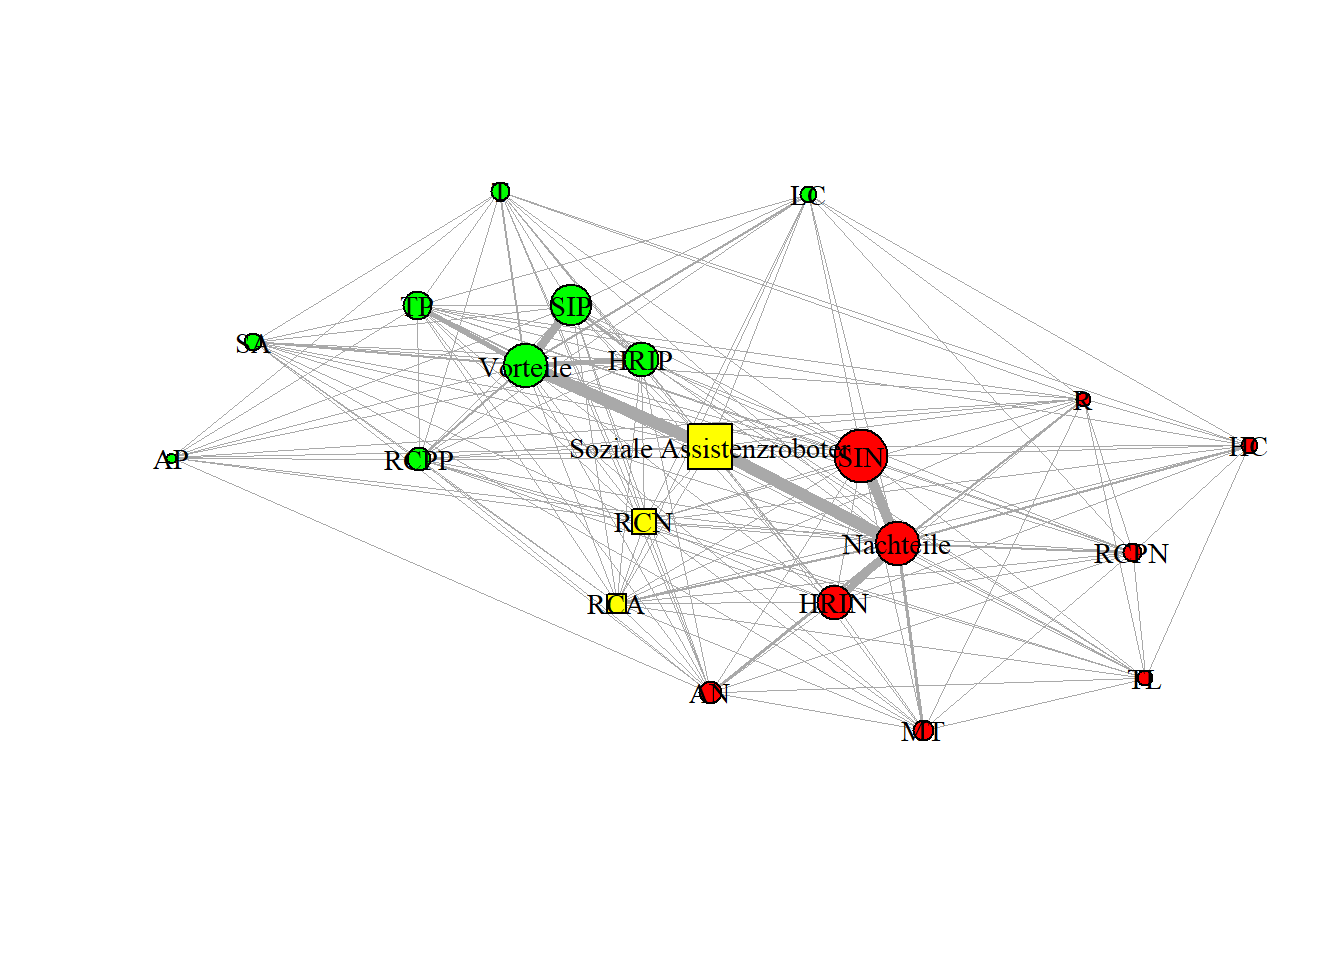 T
LC
TP
SIP
SA
Vorteile
HRIP
R
Soziale Assistenzroboter
SIN
HC
AP
RCPP
RCN
Nachteile
RCPN
RCA
HRIN
AN
TL
MT